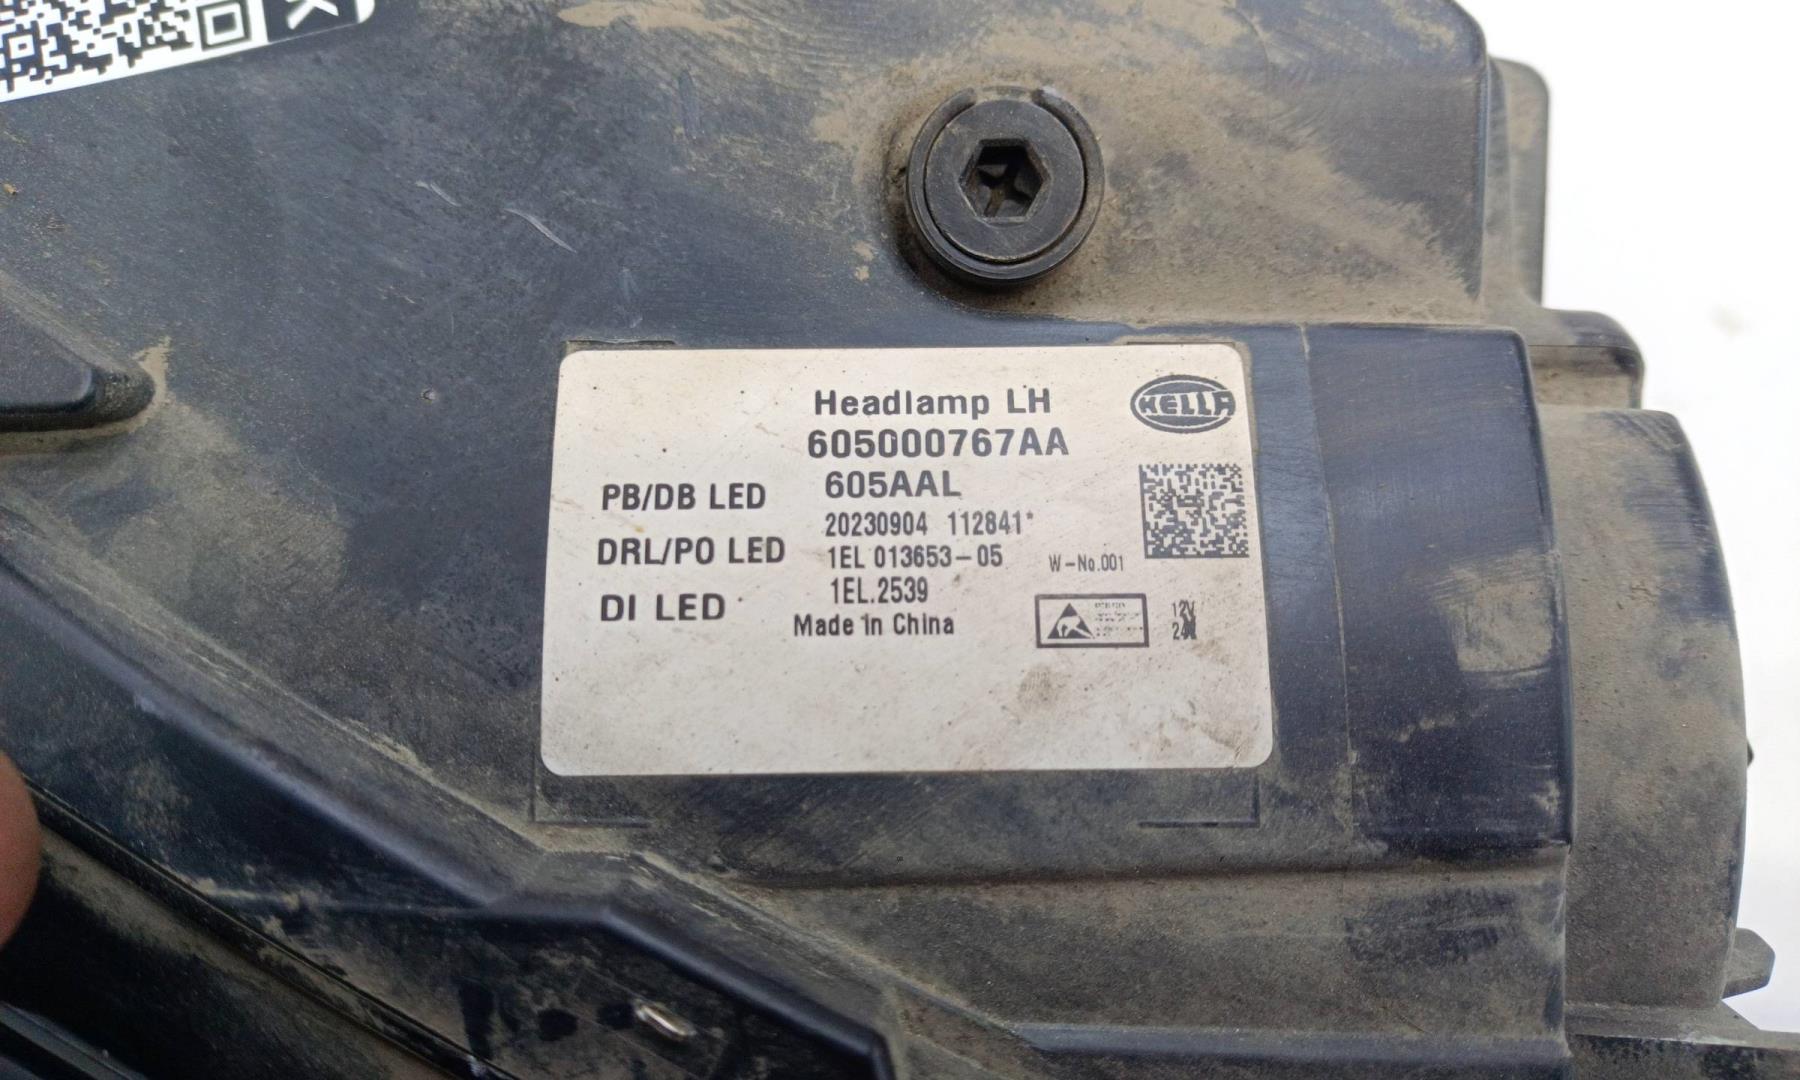 K
Headlamp LH
HELLA
605000767AA
PB/DB LED 605AAL
20230904 112841*
DRL/PO LED 1EL 013653-05 W-No.001
DI LED 1EL.2539
12V
Made in China